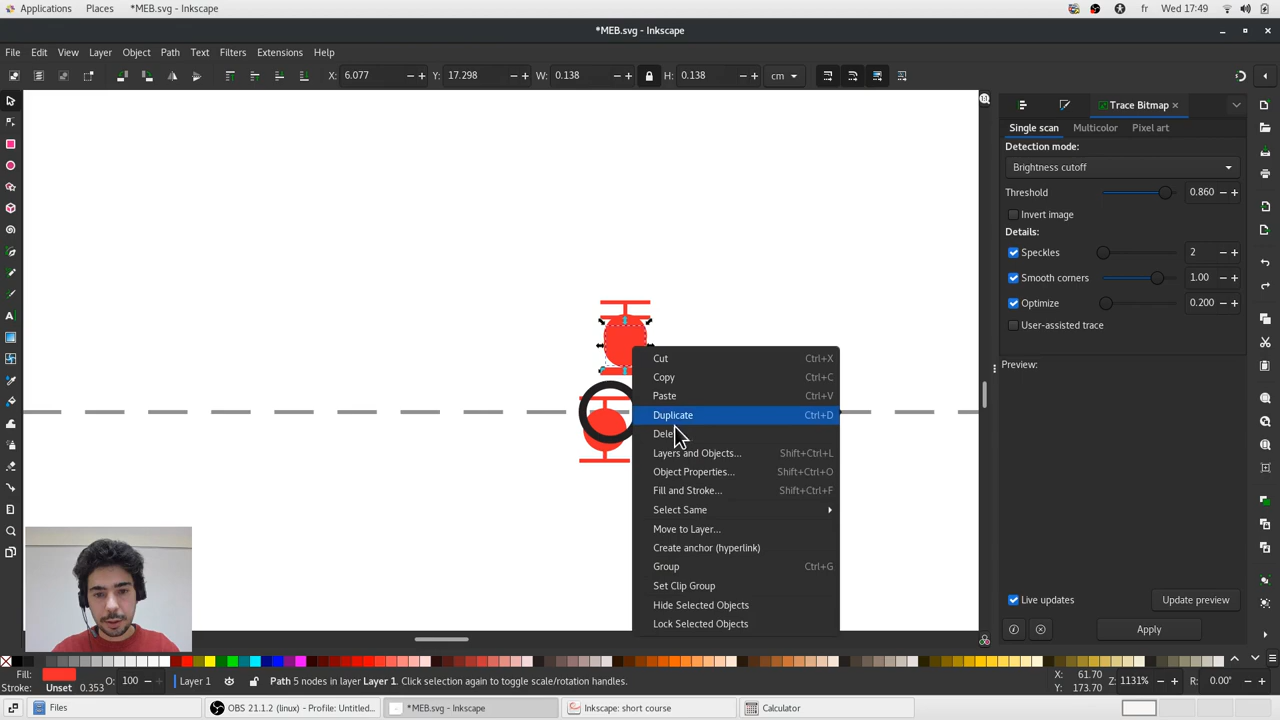 Applications Places *MEB.svg - Inkscape fr Wed 17:49
*MEB.svg - Inkscape
File Edit View Layer Object Path Text Filters Extensions Help
X: 6.077 Y: 17.298 W: 0.138 H: 0.138 cm
Trace Bitmap
Single scan Multicolor Pixel art
Detection mode:
Brightness cutoff
Threshold 0.860
Invert image
Details:
Speckles 2
Smooth corners 1.00
Optimize 0.200
User-assisted trace
Preview:
Cut Ctrl+X
Copy Ctrl+C
Paste Ctrl+V
Duplicate Ctrl+D
Dele
Layers and Objects... Shift+Ctrl+L
Object Properties... Shift+Ctrl+O
Fill and Stroke... Shift+Ctrl+F
Select Same
Move to Layer...
Create anchor (hyperlink)
Group Ctrl+G
Set Clip Group
Hide Selected Objects
Lock Selected Objects
Live updates Update preview
Apply
Fill:
Stroke: Unset 0.353 O: 100 Layer 1 Path 5 nodes in layer Layer 1. Click selection again to toggle scale/rotation handles. X: 61.70 Y: 173.70 Z: 1131% R: 0.00°
Files OBS 21.1.2 (linux) - Profile: Untitled... *MEB.svg - Inkscape Inkscape: short course Calculator